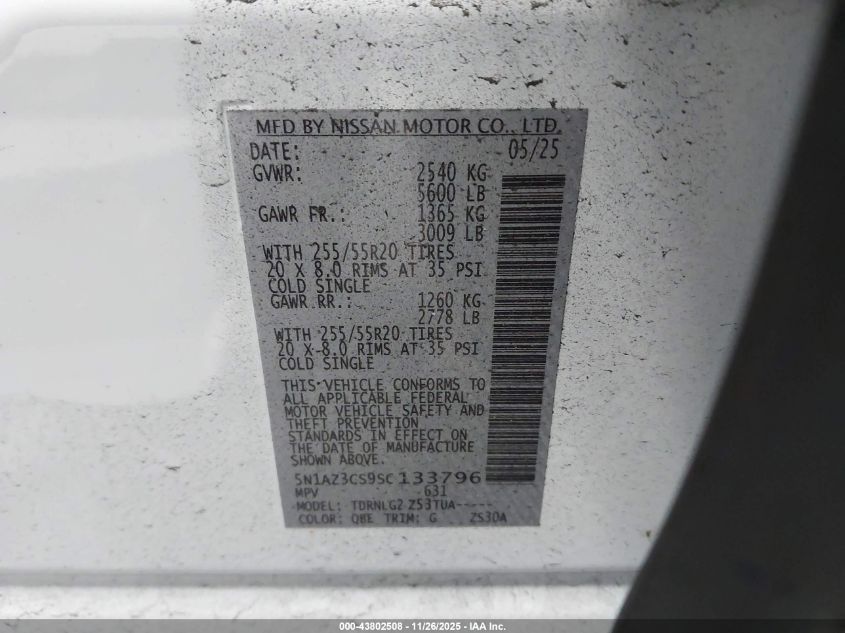 MFD BY NISSAN MOTOR CO., LTD.
DATE: 05/25
GVWR: 2540 KG
5600 LB
GAWR FR.: 1365 KG
3009 LB
WITH 255/55R20 TIRES
20 X 8.0 RIMS AT 35 PSI
COLD SINGLE
GAWR RR.: 1260 KG
2778 LB
WITH 255/55R20 TIRES
20 X 8.0 RIMS AT 35 PSI
COLD SINGLE
THIS VEHICLE CONFORMS TO
ALL APPLICABLE FEDERAL
MOTOR VEHICLE SAFETY AND
THEFT PREVENTION
STANDARDS IN EFFECT ON
THE DATE OF MANUFACTURE
SHOWN ABOVE.
5N1AZ3CS9SC133796
MPV 631
MODEL: TDRNLG2 Z53TUA------
COLOR: QBE TRIM: G ZS30A
000-43802508 - 11/26/2025 - IAA Inc.